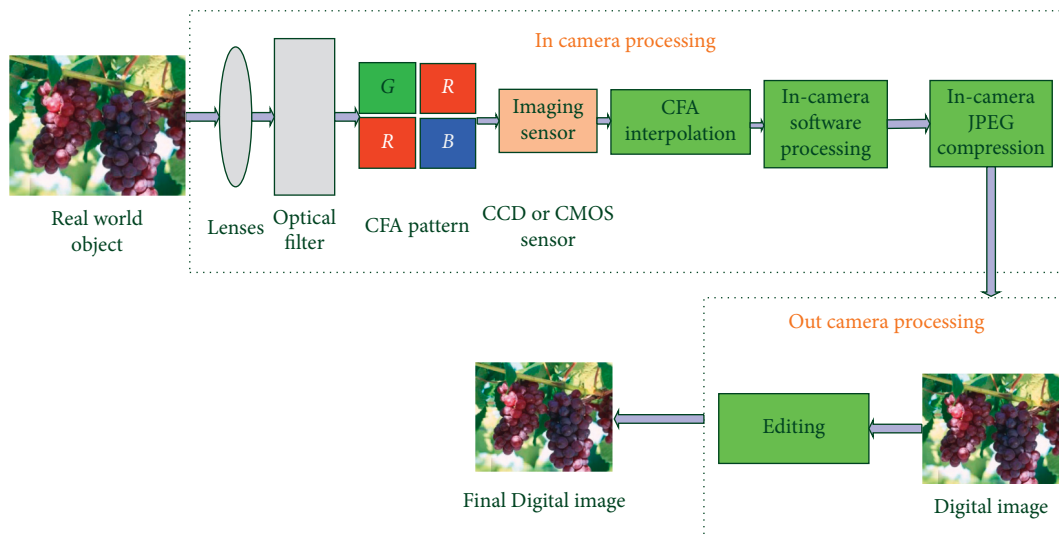 In camera processing
G
R
R
B
Imaging
sensor
CFA
interpolation
In-camera
software
processing
In-camera
JPEG
compression
Real world
object
Lenses
Optical
filter
CFA pattern
CCD or CMOS
sensor
Out camera processing
Editing
Final Digital image
Digital image